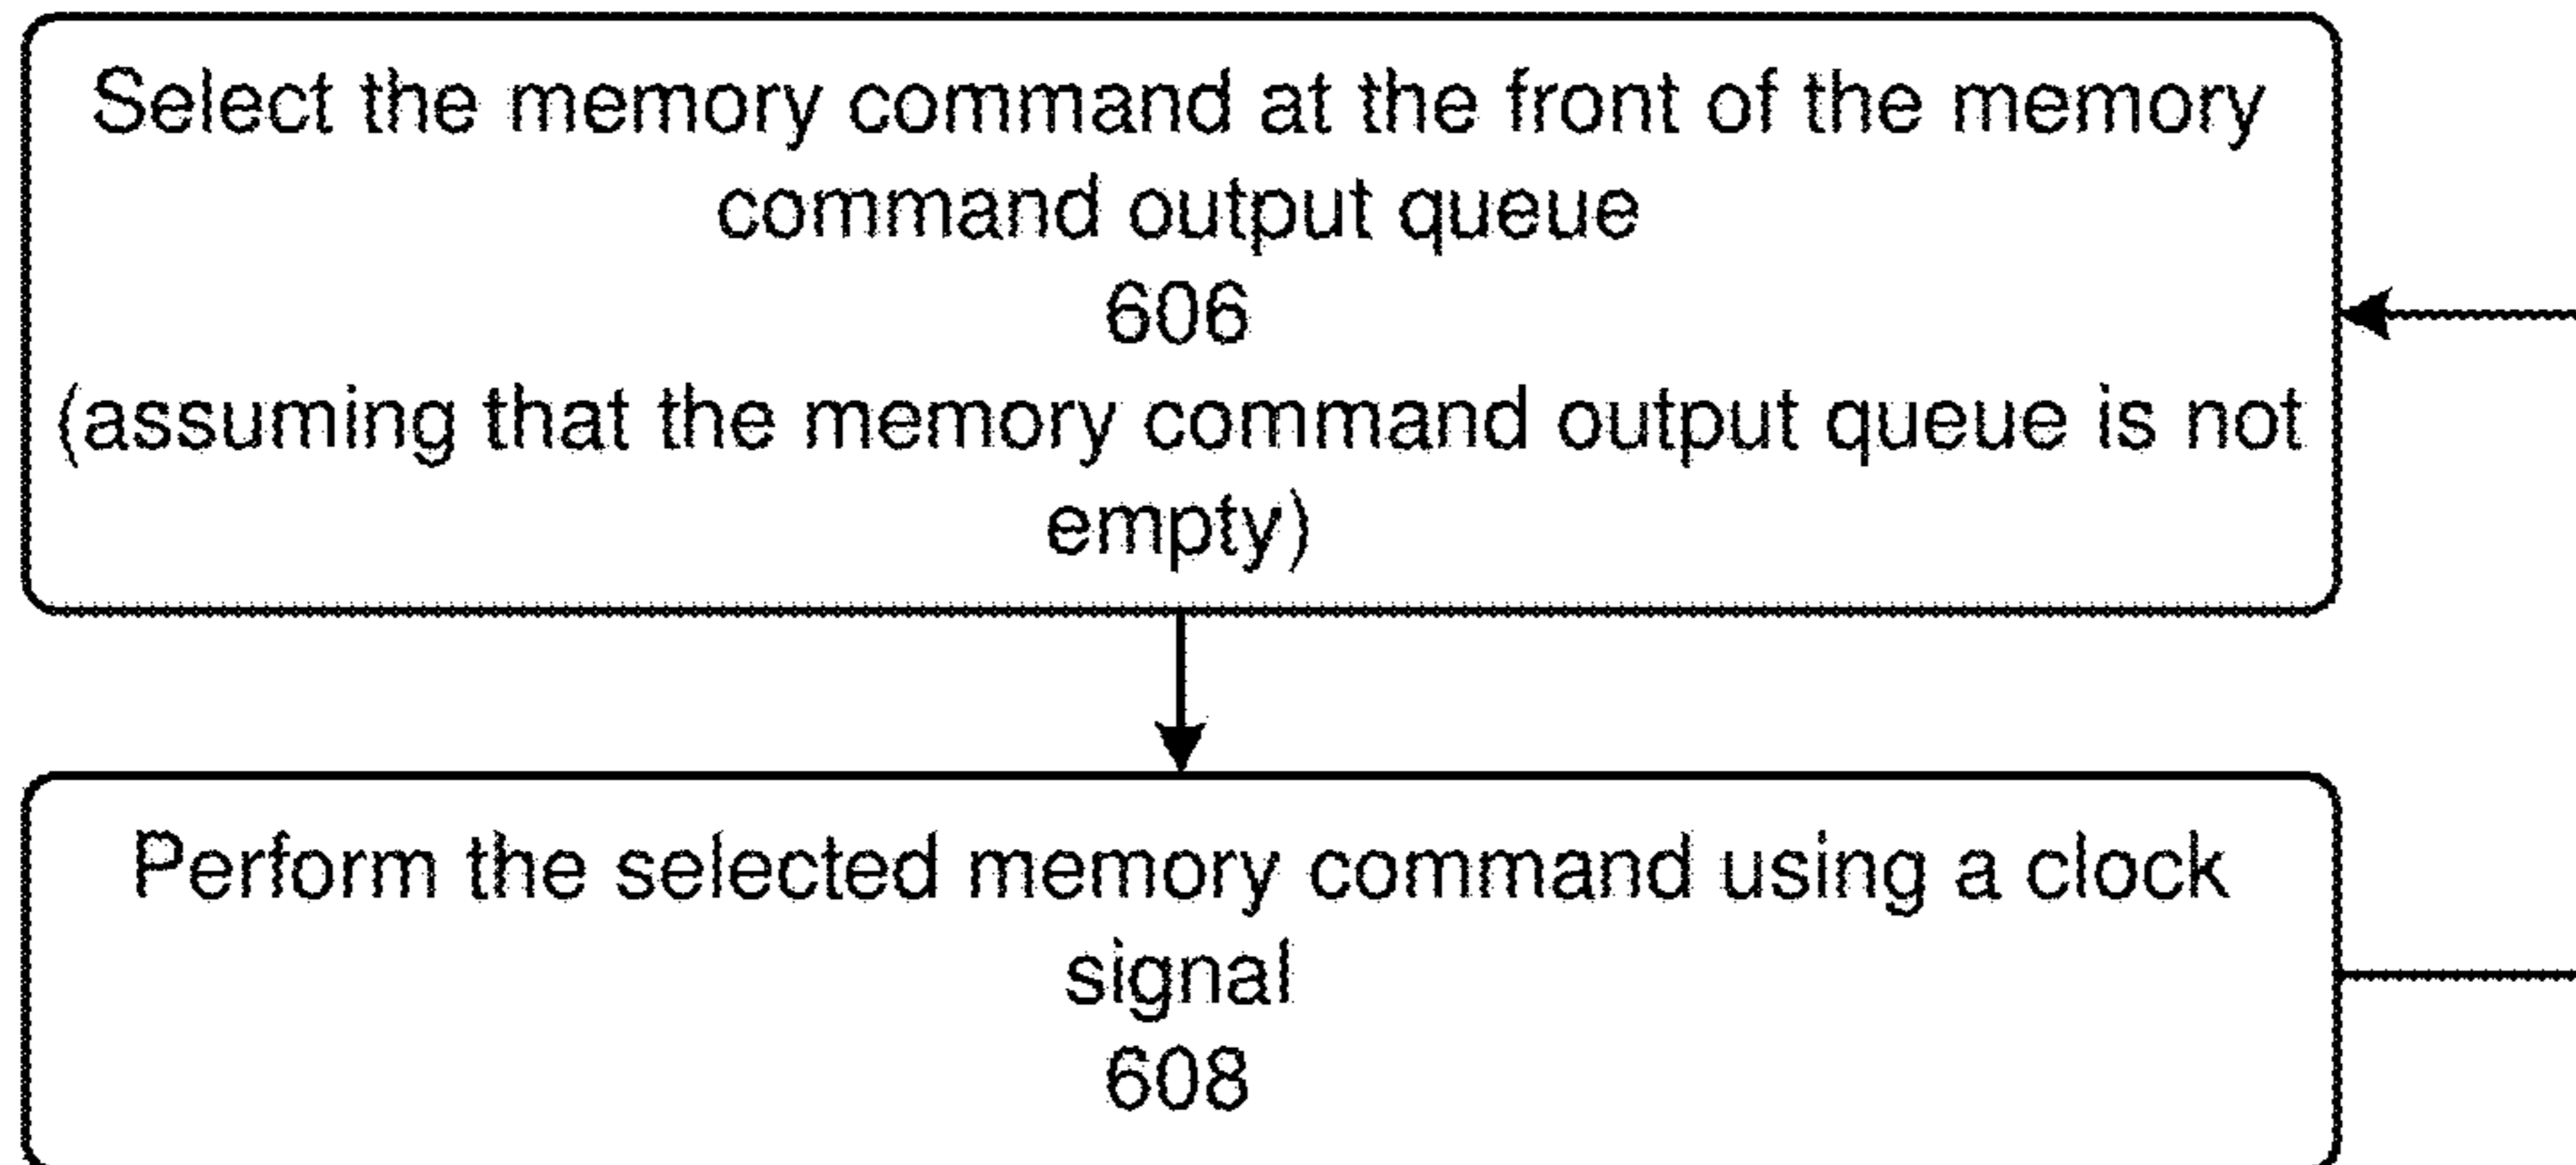 Select the memory command at the front of the memory
command output queue
606
(assuming that the memory command output queue is not
empty)
Perform the selected memory command using a clock
signal
608